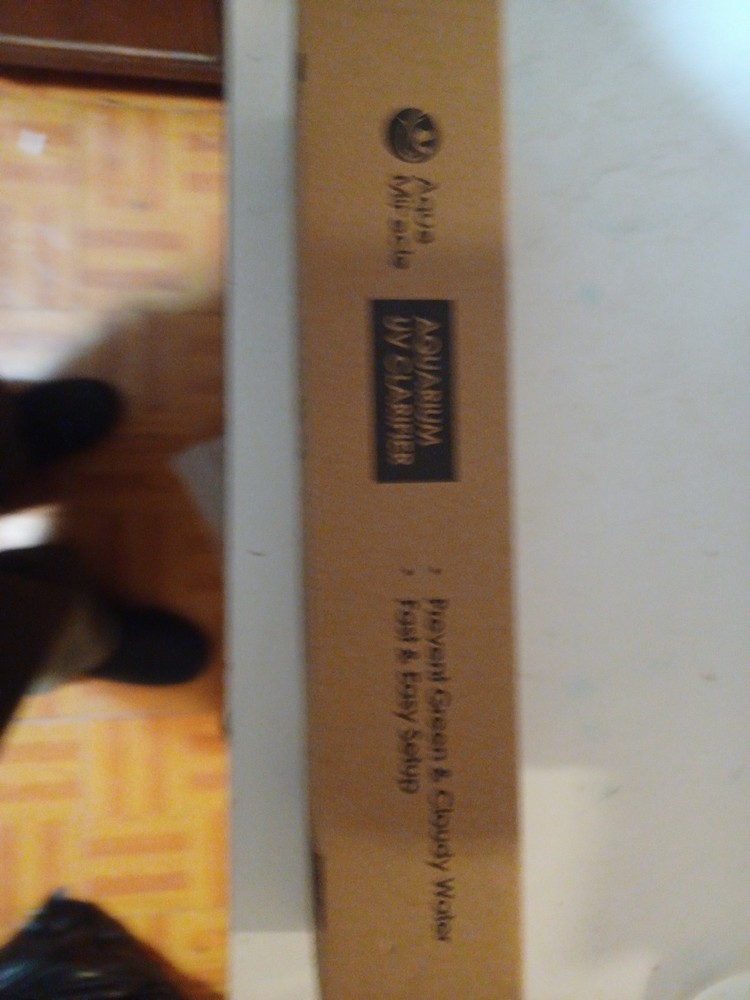 Aqua
Miracle
AQUARIUM
UV CLARIFIER
› Prevent Green & Cloudy Water
› Fast & Easy Setup